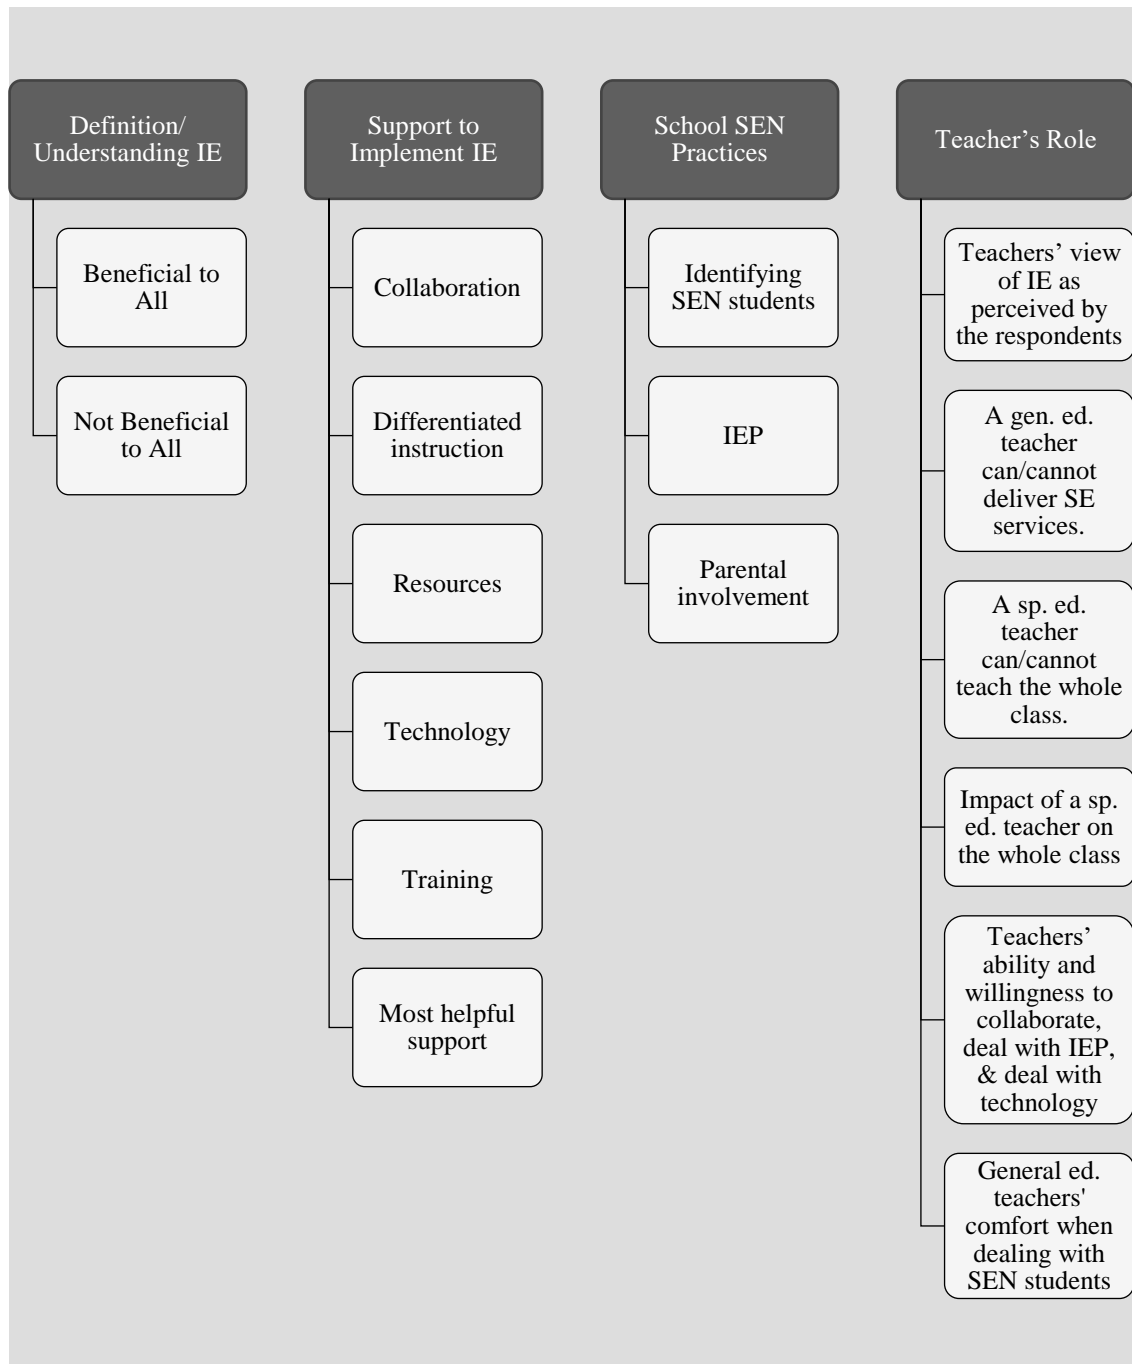 Definition/
Understanding IE
Beneficial to
All
Not Beneficial
to All
Support to
Implement IE
Collaboration
Differentiated
instruction
Resources
Technology
Training
Most helpful
support
School SEN
Practices
Identifying
SEN students
IEP
Parental
involvement
Teacher’s Role
Teachers’ view
of IE as
perceived by
the respondents
A gen. ed.
teacher
can/cannot
deliver SE
services.
A sp. ed.
teacher
can/cannot
teach the whole
class.
Impact of a sp.
ed. teacher on
the whole class
Teachers’
ability and
willingness to
collaborate,
deal with IEP,
& deal with
technology
General ed.
teachers'
comfort when
dealing with
SEN students